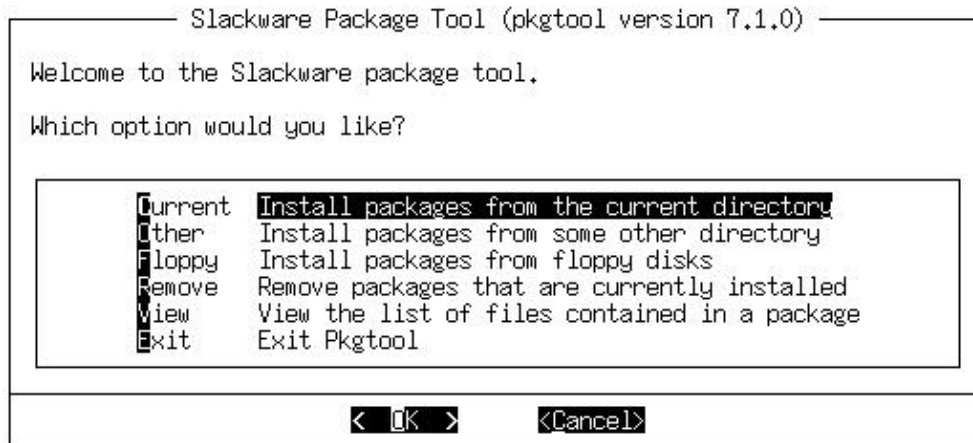 Slackware Package Tool (pkgtool version 7.1.0)
Welcome to the Slackware package tool.
Which option would you like?
Current Install packages from the current directory
Other Install packages from some other directory
Floppy Install packages from floppy disks
Remove Remove packages that are currently installed
View View the list of files contained in a package
Exit Exit Pkgtool
< OK > <Cancel>